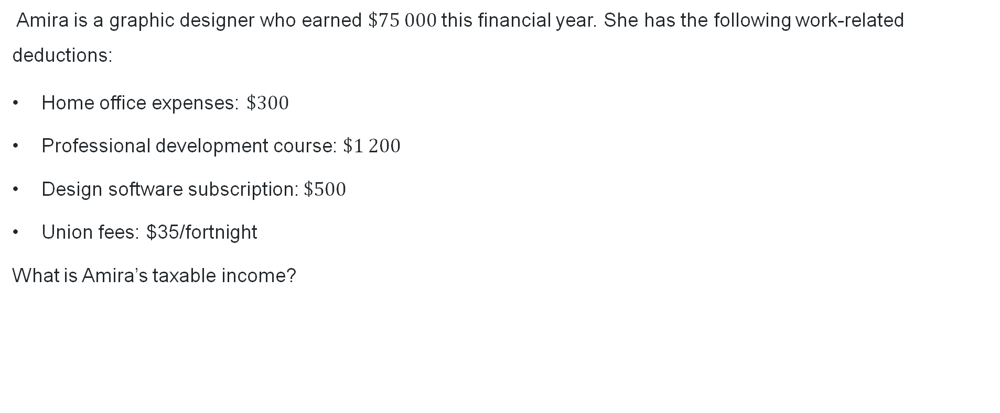 Amira is a graphic designer who earned $75 000 this financial year. She has the following work-related
deductions:
• Home office expenses: $300
• Professional development course: $1 200
• Design software subscription: $500
• Union fees: $35/fortnight
What is Amira’s taxable income?